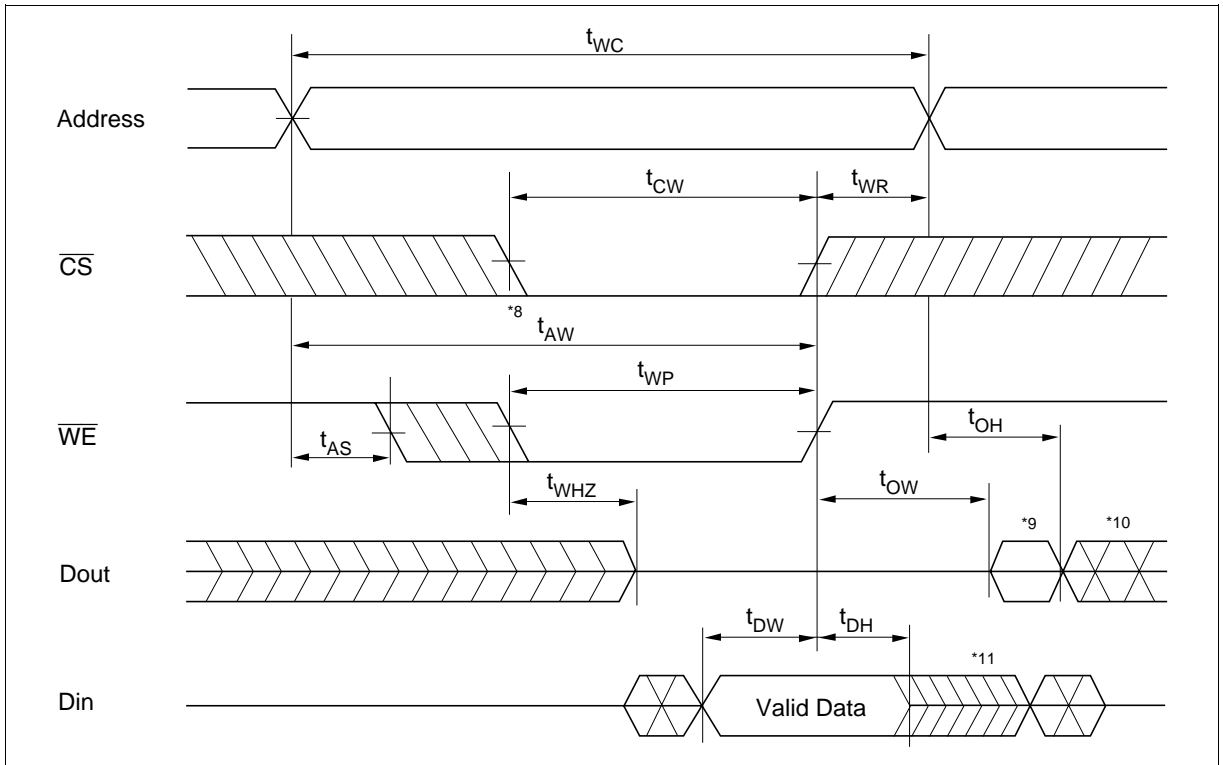 tWC
Address
tCW
tWR
CS
*8
tAW
tWP
WE
tAS
tOH
tWHZ
tOW
*9
*10
Dout
tDW
tDH
*11
Din
Valid Data